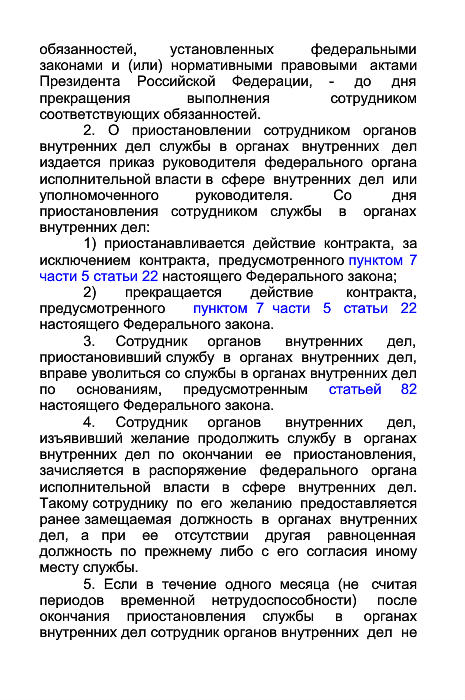 обязанностей, установленных федеральными
законами и (или) нормативными правовыми актами
Президента Российской Федерации, - до дня
прекращения выполнения сотрудником
соответствующих обязанностей.
2. О приостановлении сотрудником органов
внутренних дел службы в органах внутренних дел
издается приказ руководителя федерального органа
исполнительной власти в сфере внутренних дел или
уполномоченного руководителя. Со дня
приостановления сотрудником службы в органах
внутренних дел:
1) приостанавливается действие контракта, за
исключением контракта, предусмотренного пунктом 7
части 5 статьи 22 настоящего Федерального закона;
2) прекращается действие контракта,
предусмотренного пунктом 7 части 5 статьи 22
настоящего Федерального закона.
3. Сотрудник органов внутренних дел,
приостановивший службу в органах внутренних дел,
вправе уволиться со службы в органах внутренних дел
по основаниям, предусмотренным статьей 82
настоящего Федерального закона.
4. Сотрудник органов внутренних дел,
изъявивший желание продолжить службу в органах
внутренних дел по окончании ее приостановления,
зачисляется в распоряжение федерального органа
исполнительной власти в сфере внутренних дел.
Такому сотруднику по его желанию предоставляется
ранее замещаемая должность в органах внутренних
дел, а при ее отсутствии другая равноценная
должность по прежнему либо с его согласия иному
месту службы.
5. Если в течение одного месяца (не считая
периодов временной нетрудоспособности) после
окончания приостановления службы в органах
внутренних дел сотрудник органов внутренних дел не